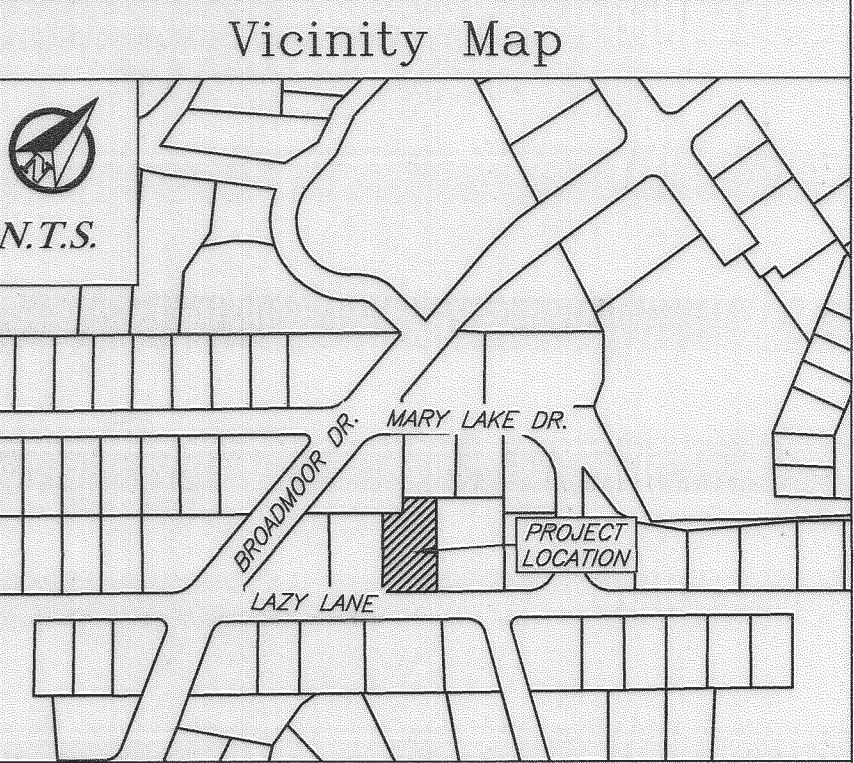 Vicinity Map
N.T.S.
MARY LAKE DR.
BROADMOOR DR.
PROJECT
LOCATION
LAZY LANE